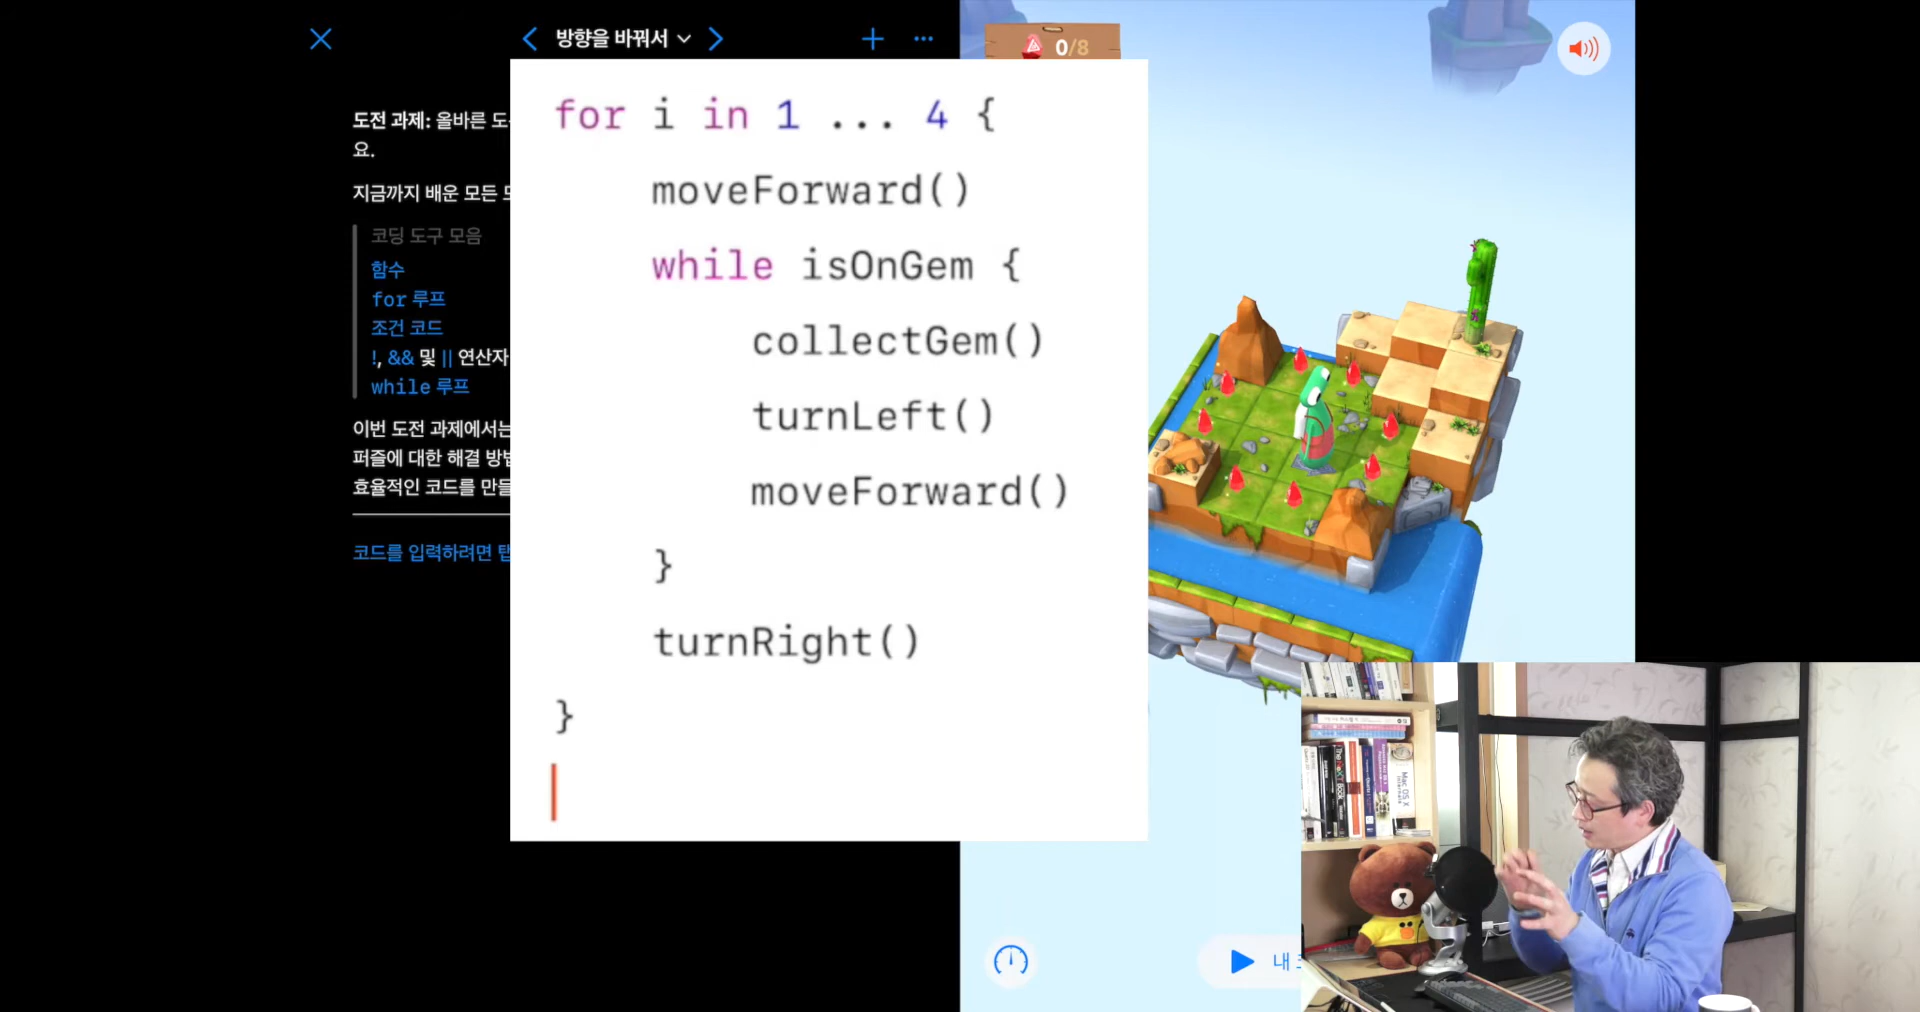 방향을 바꿔서
0/8
도전 과제: 올바른 도
요.
지금까지 배운 모든
코딩 도구 모음
함수
for 루프
조건 코드
!, && 및 || 연산자
while 루프
이번 도전 과제에서는
퍼즐에 대한 해결 방법
효율적인 코드를 만들
코드를 입력하려면 탭
for i in 1 ... 4 {
moveForward()
while isOnGem {
collectGem()
turnLeft()
moveForward()
}
turnRight()
}
내
Mac OS X